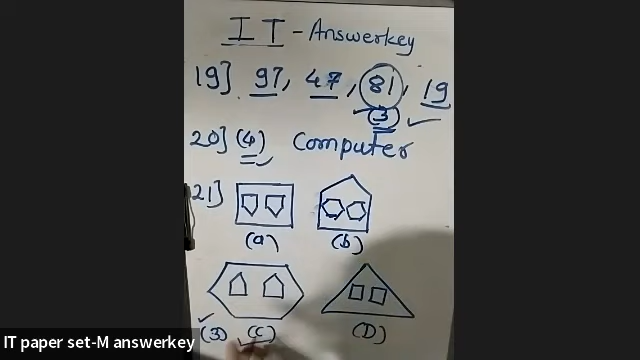 IT - Answerkey
19] 97, 47, 81, 19
(3)
20] (4) Computer
21]
(a) (b)
(3) (C) (D)
IT paper set-M answerkey